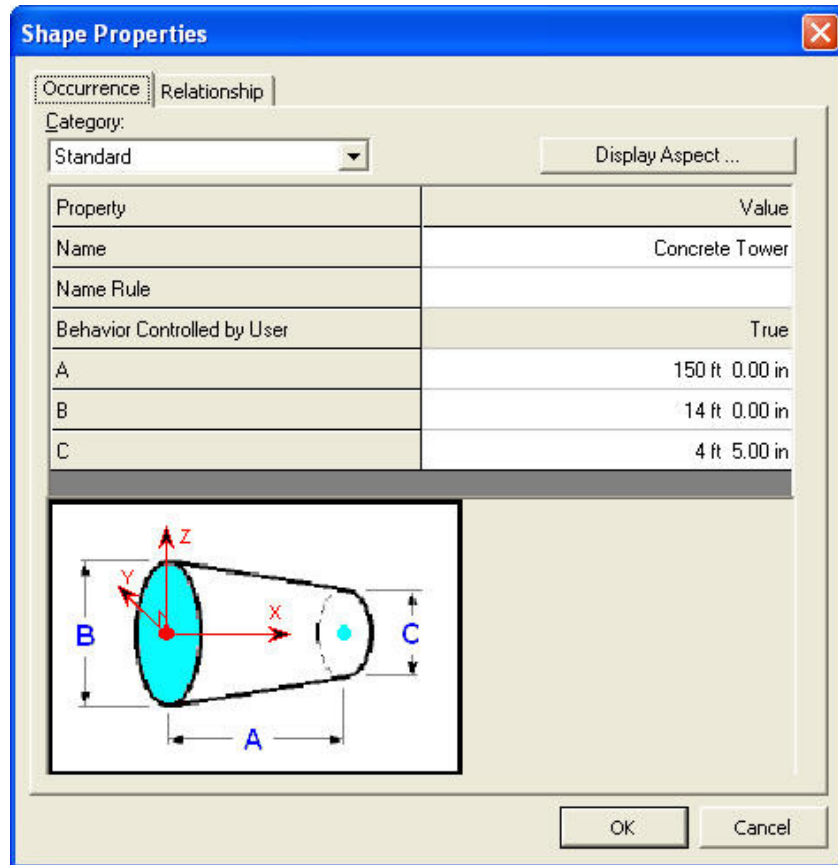 Shape Properties
Occurrence Relationship
Category:
Standard Display Aspect ...
Property Value
Name Concrete Tower
Name Rule
Behavior Controlled by User True
A 150 ft 0.00 in
B 14 ft 0.00 in
C 4 ft 5.00 in
Z
Y
X
B
C
A
OK Cancel